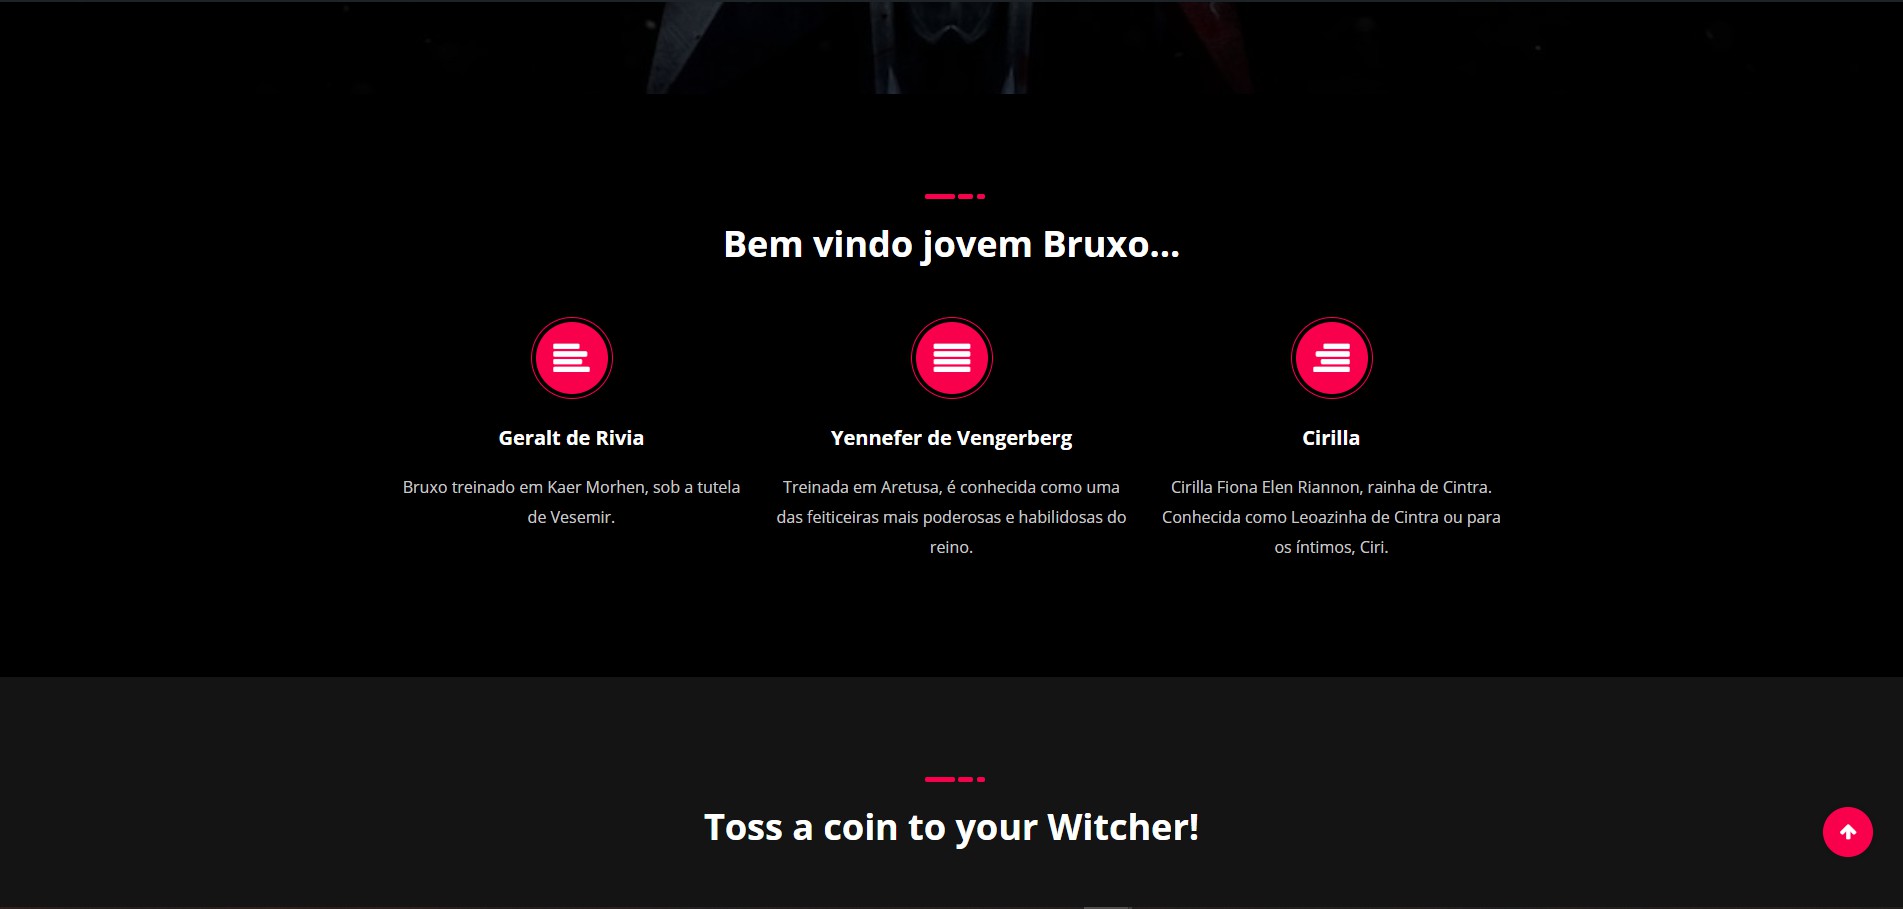 Bem vindo jovem Bruxo...
Geralt de Rivia
Bruxo treinado em Kaer Morhen, sob a tutela
de Vesemir.
Yennefer de Vengerberg
Treinada em Aretusa, é conhecida como uma
das feiticeiras mais poderosas e habilidosas do
reino.
Cirilla
Cirilla Fiona Elen Riannon, rainha de Cintra.
Conhecida como Leoazinha de Cintra ou para
os íntimos, Ciri.
Toss a coin to your Witcher!